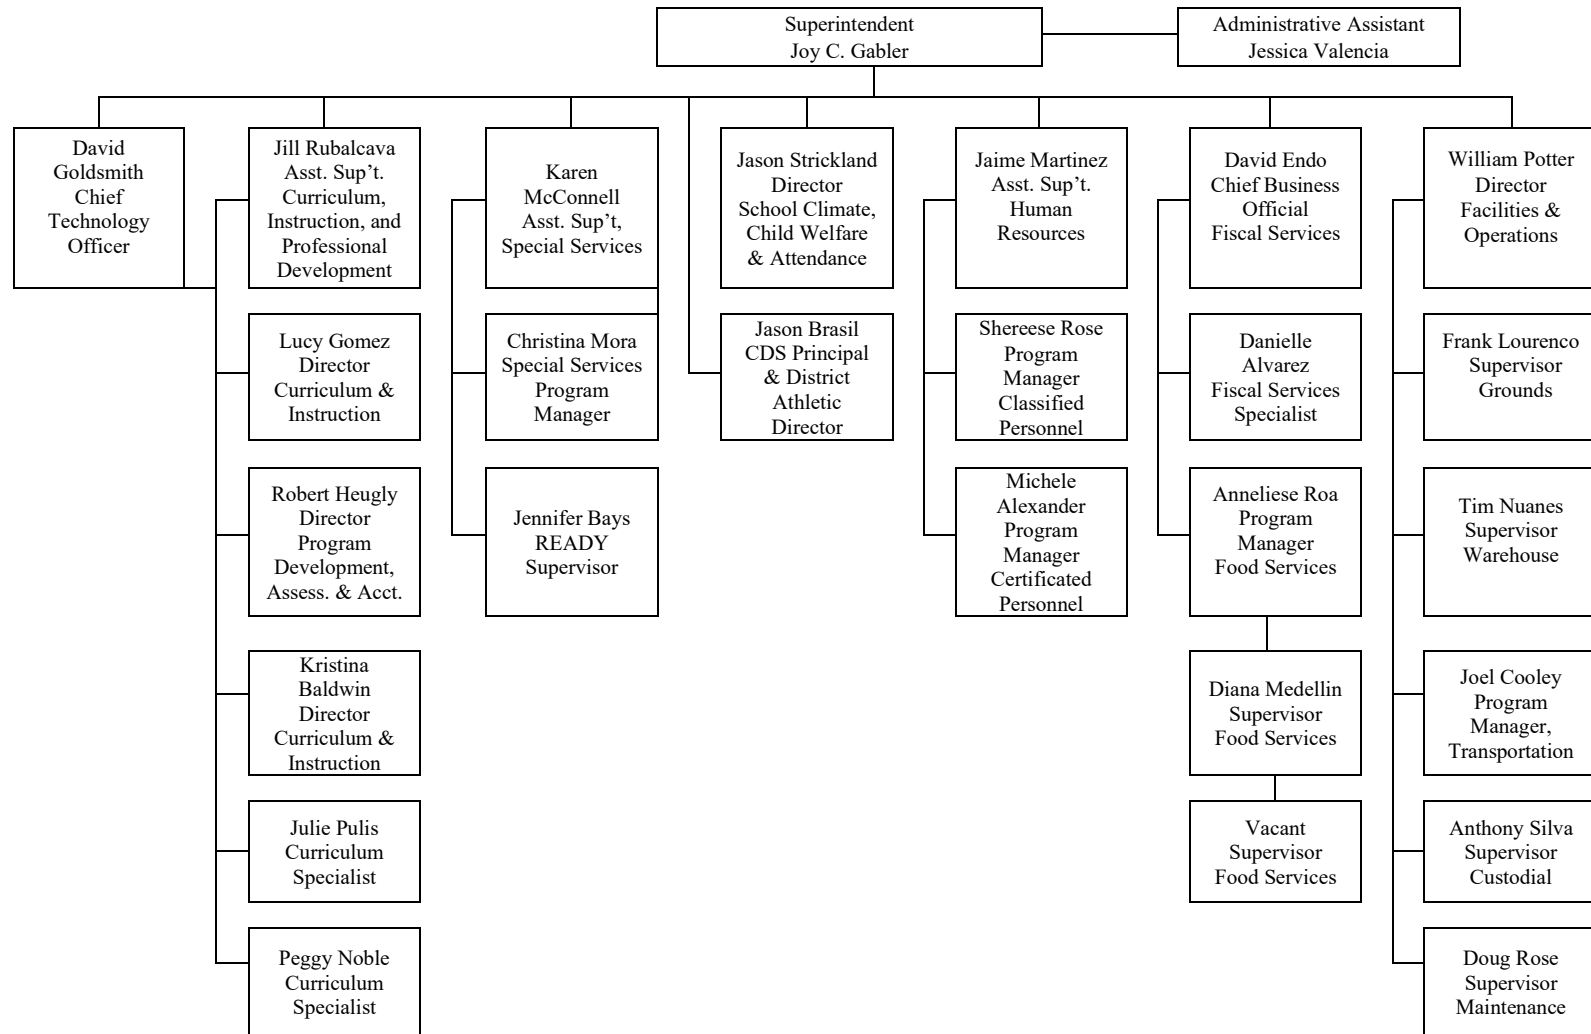 Superintendent
Joy C. Gabler
Administrative Assistant
Jessica Valencia
David
Goldsmith
Chief
Technology
Officer
Jill Rubalcava
Asst. Sup’t.
Curriculum,
Instruction, and
Professional
Development
Karen
McConnell
Asst. Sup’t,
Special Services
Jason Strickland
Director
School Climate,
Child Welfare
& Attendance
Jaime Martinez
Asst. Sup’t.
Human
Resources
David Endo
Chief Business
Official
Fiscal Services
William Potter
Director
Facilities &
Operations
Lucy Gomez
Director
Curriculum &
Instruction
Christina Mora
Special Services
Program
Manager
Jason Brasil
CDS Principal
& District
Athletic
Director
Shereese Rose
Program
Manager
Classified
Personnel
Danielle
Alvarez
Fiscal Services
Specialist
Frank Lourenco
Supervisor
Grounds
Robert Heugly
Director
Program
Development,
Assess. & Acct.
Jennifer Bays
READY
Supervisor
Michele
Alexander
Program
Manager
Certificated
Personnel
Anneliese Roa
Program
Manager
Food Services
Tim Nuanes
Supervisor
Warehouse
Kristina
Baldwin
Director
Curriculum &
Instruction
Diana Medellin
Supervisor
Food Services
Joel Cooley
Program
Manager,
Transportation
Julie Pulis
Curriculum
Specialist
Vacant
Supervisor
Food Services
Anthony Silva
Supervisor
Custodial
Peggy Noble
Curriculum
Specialist
Doug Rose
Supervisor
Maintenance